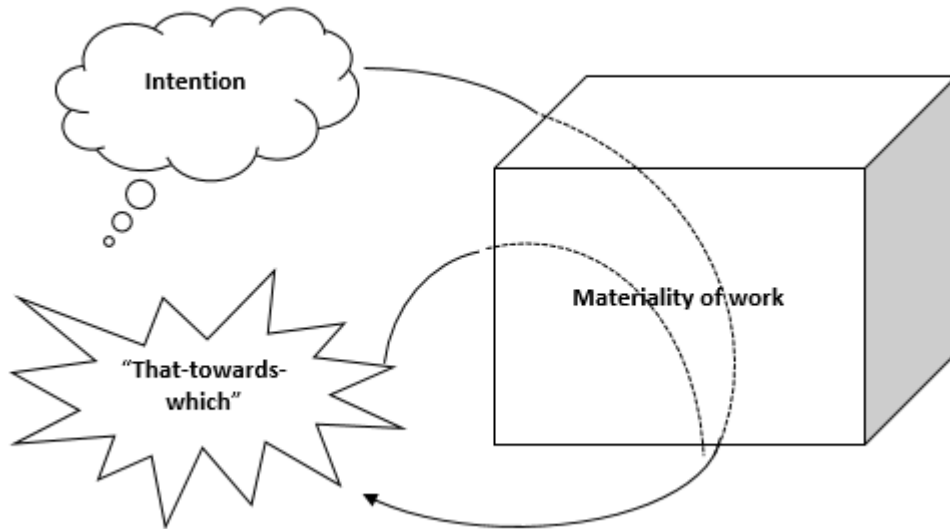 Intention
Materiality of work
“That-towards-
which”